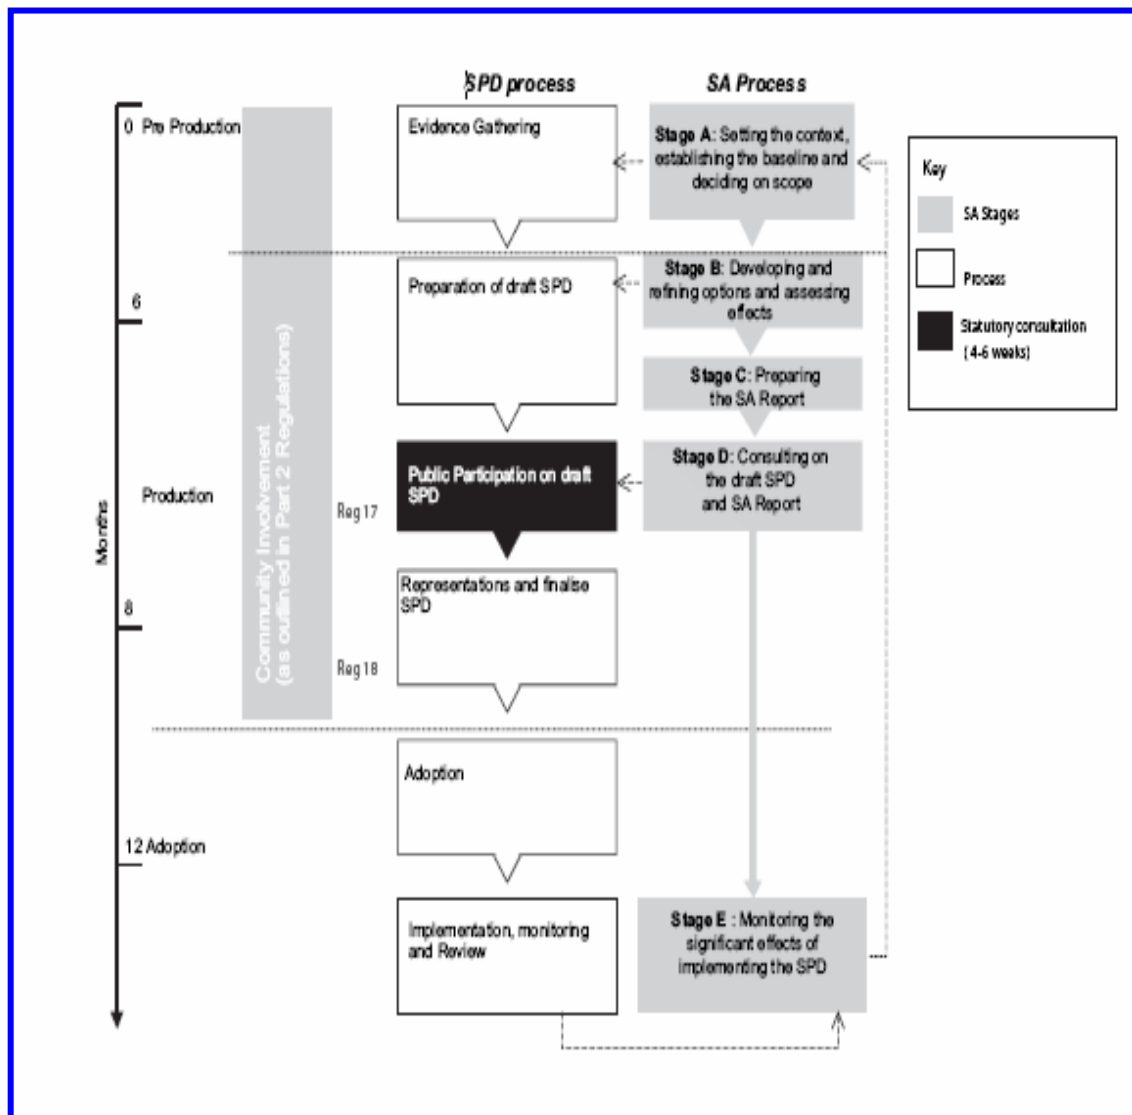 SPD process
SA Process
0 Pre Production
Evidence Gathering
Stage A: Setting the context,
establishing the baseline and
deciding on scope
Key
SA Stages
Process
Statutory consultation
( 4-6 weeks)
6
Preparation of draft SPD
Stage B: Developing and
refining options and assessing
effects
Stage C: Preparing
the SA Report
Community Involvement
(as outlined in Part 2 Regulations)
Months
Production
Reg17
Public Participation on draft
SPD
Stage D: Consulting on
the draft SPD
and SA Report
8
Representations and finalise
SPD
Reg18
Adoption
12 Adoption
Implementation, monitoring
and Review
Stage E : Monitoring the
significant effects of
implementing the SPD